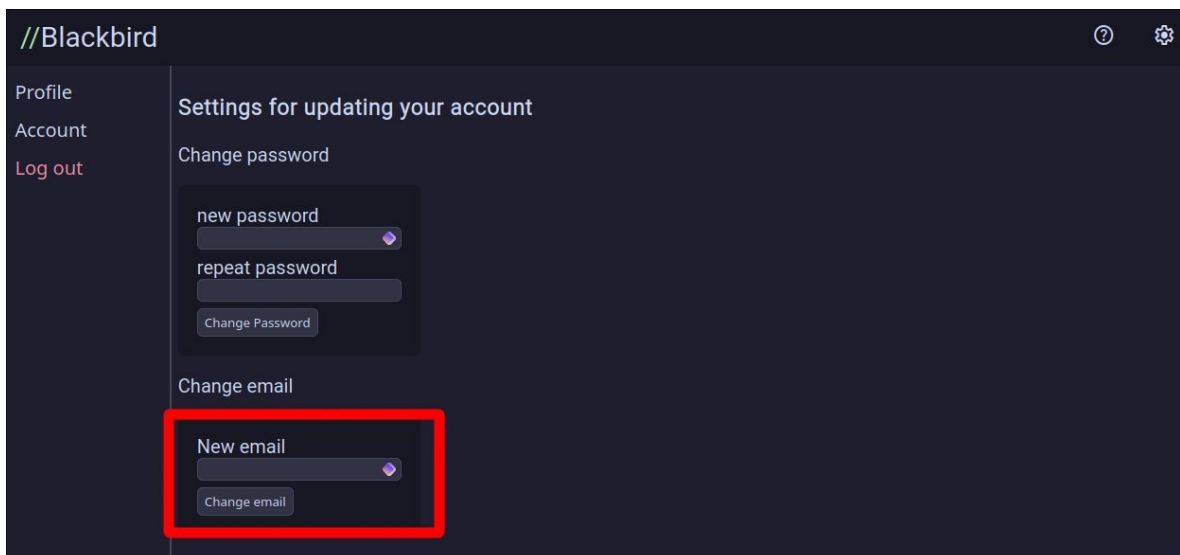 //Blackbird
Profile
Account
Log out
Settings for updating your account
Change password
new password
repeat password
Change Password
Change email
New email
Change email